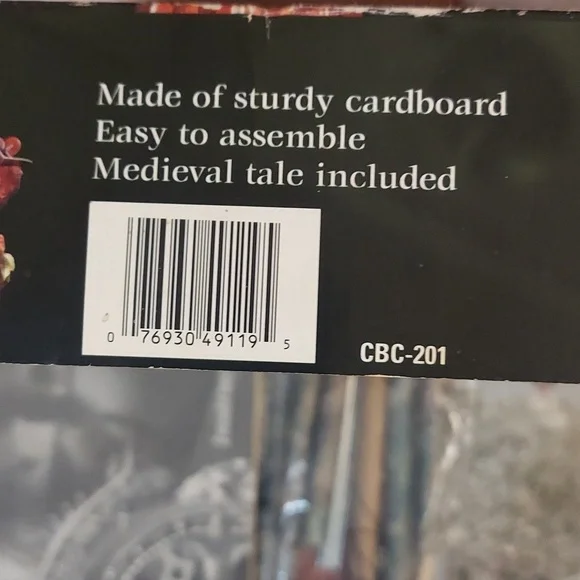 Made of sturdy cardboard
Easy to assemble
Medieval tale included
0 76930 49119 5
CBC-201